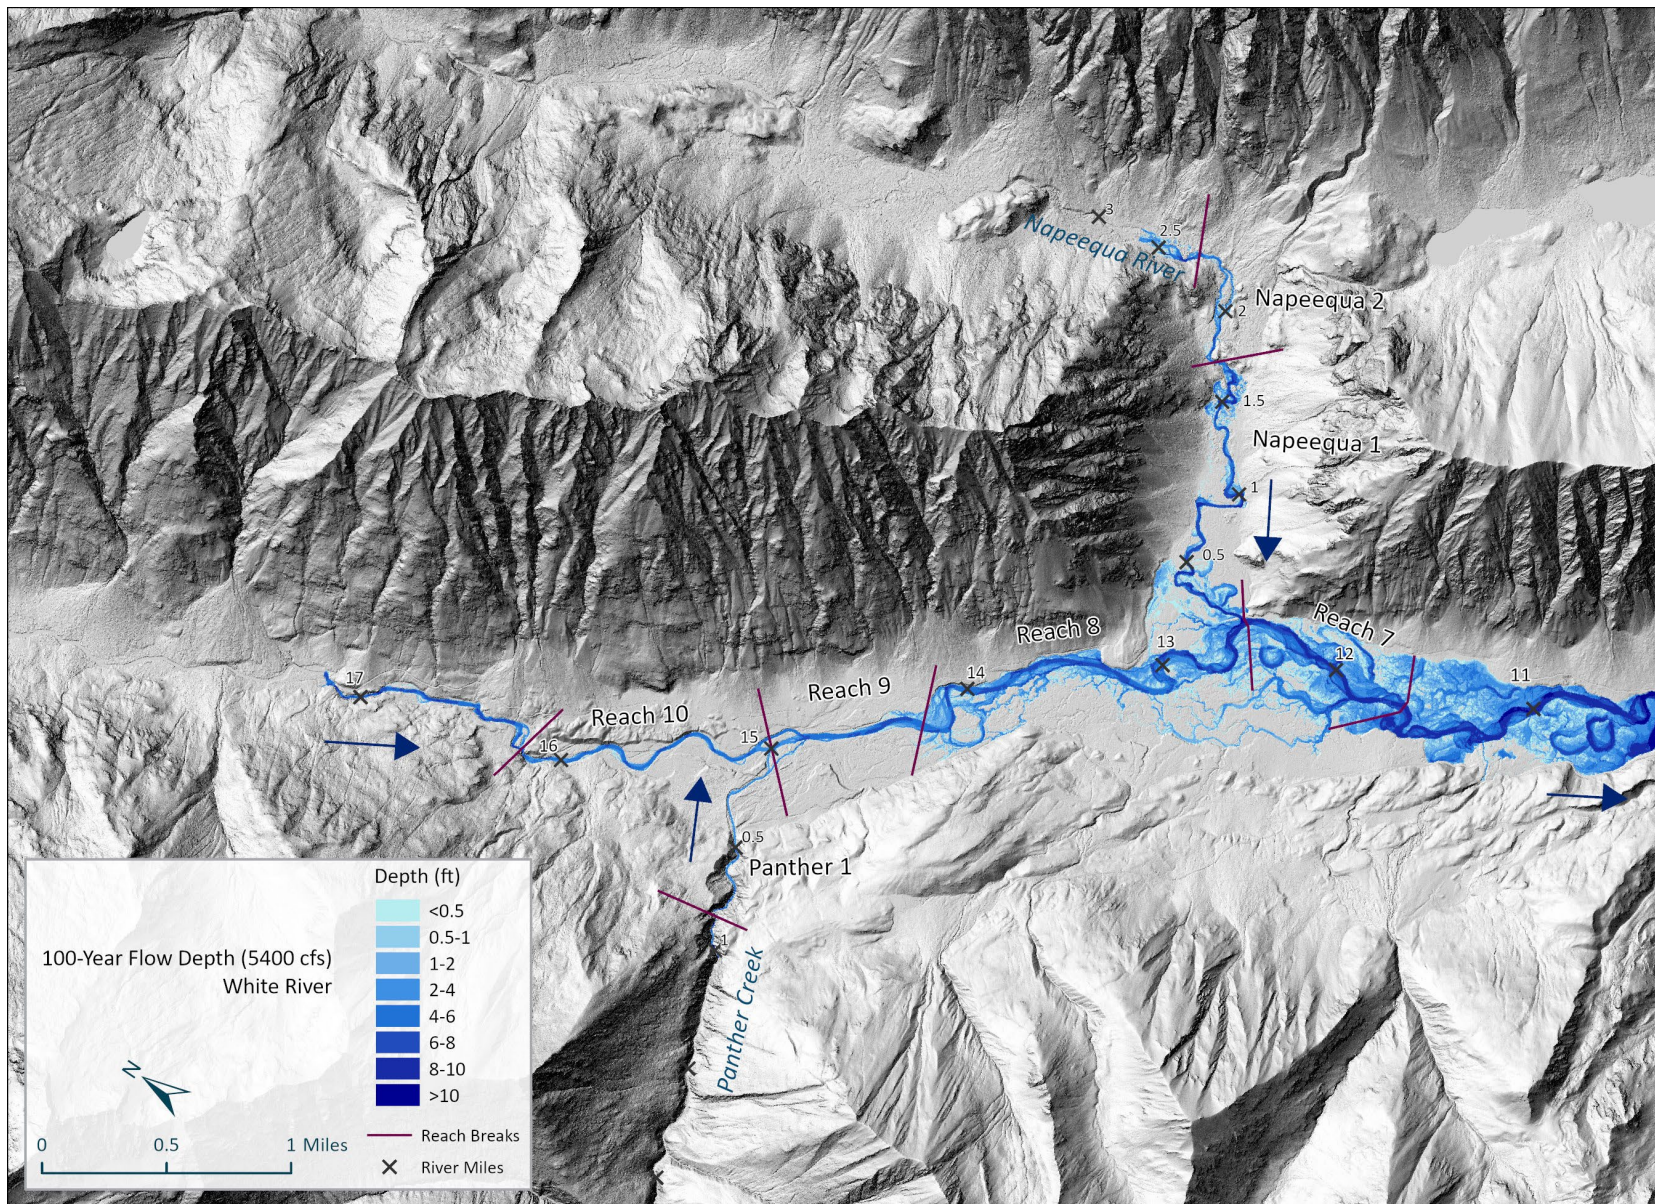 3
2.5
Napeequa River
2
Napeequa 2
1.5
Napeequa 1
1
0.5
Reach 7
Reach 8
13
12
11
14
17
Reach 9
Reach 10
15
16
0.5
Panther 1
1
Panther Creek
Depth (ft)
<0.5
0.5-1
1-2
2-4
4-6
6-8
8-10
>10
100-Year Flow Depth (5400 cfs)
White River
N
0 0.5 1 Miles
Reach Breaks
River Miles